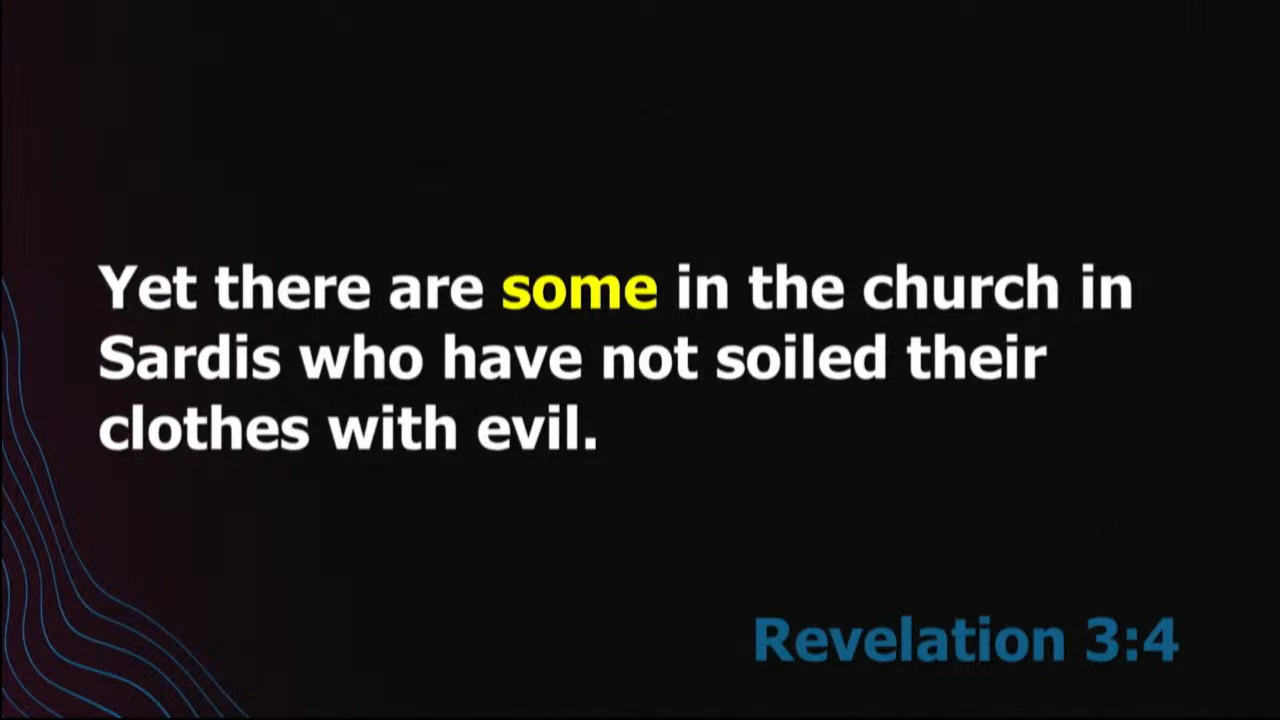 Yet there are some in the church in
Sardis who have not soiled their
clothes with evil.
Revelation 3:4